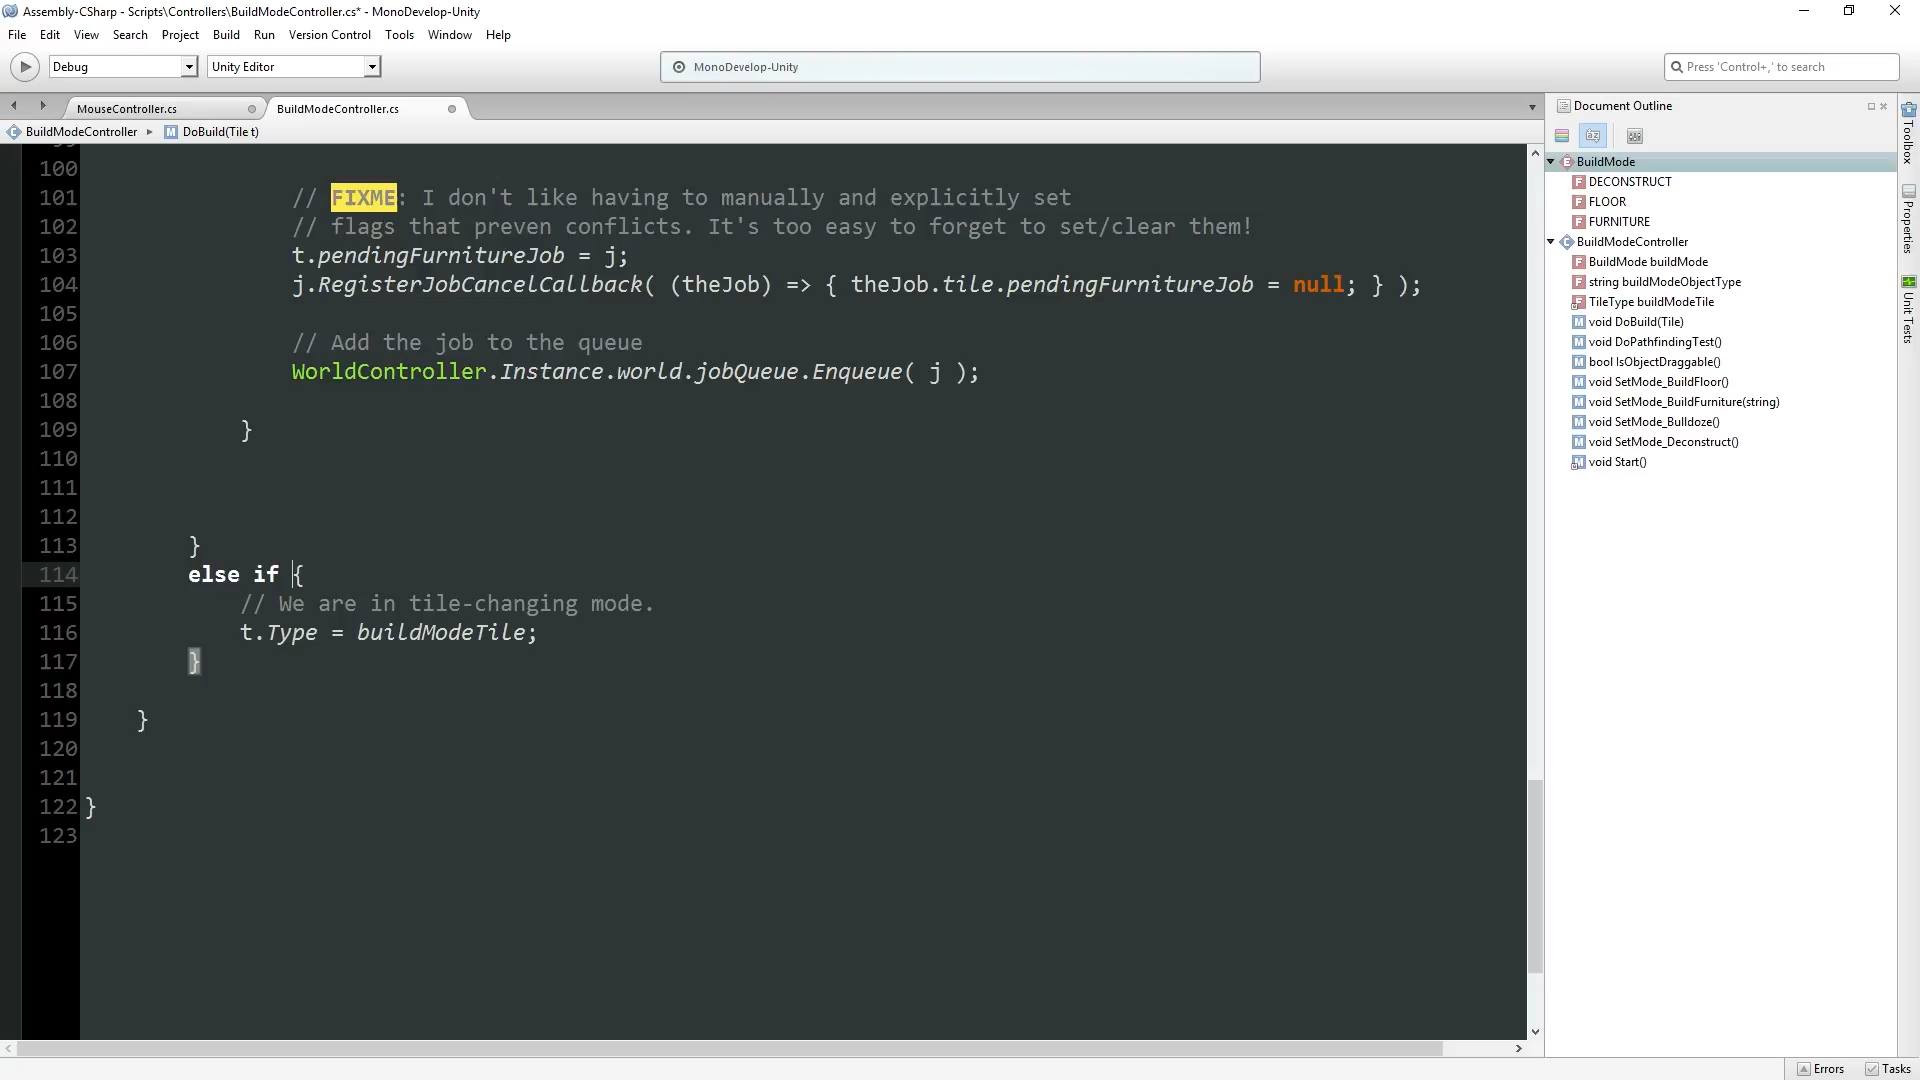 Assembly-CSharp - Scripts\Controllers\BuildModeController.cs* - MonoDevelop-Unity
File Edit View Search Project Build Run Version Control Tools Window Help
Debug Unity Editor MonoDevelop-Unity Press 'Control+,' to search
MouseController.cs BuildModeController.cs
BuildModeController DoBuild(Tile t)
100
101 // FIXME: I don't like having to manually and explicitly set
102 // flags that preven conflicts. It's too easy to forget to set/clear them!
103 t.pendingFurnitureJob = j;
104 j.RegisterJobCancelCallback( (theJob) => { theJob.tile.pendingFurnitureJob = null; } );
105
106 // Add the job to the queue
107 WorldController.Instance.world.jobQueue.Enqueue( j );
108
109 }
110
111
112
113 }
114 else if {
115 // We are in tile-changing mode.
116 t.Type = buildModeTile;
117 }
118
119 }
120
121
122 }
123
Document Outline
BuildMode
DECONSTRUCT
FLOOR
FURNITURE
BuildModeController
BuildMode buildMode
string buildModeObjectType
TileType buildModeTile
void DoBuild(Tile)
void DoPathfindingTest()
bool IsObjectDraggable()
void SetMode_BuildFloor()
void SetMode_BuildFurniture(string)
void SetMode_Bulldoze()
void SetMode_Deconstruct()
void Start()
Toolbox
Properties
Unit Tests
Errors Tasks